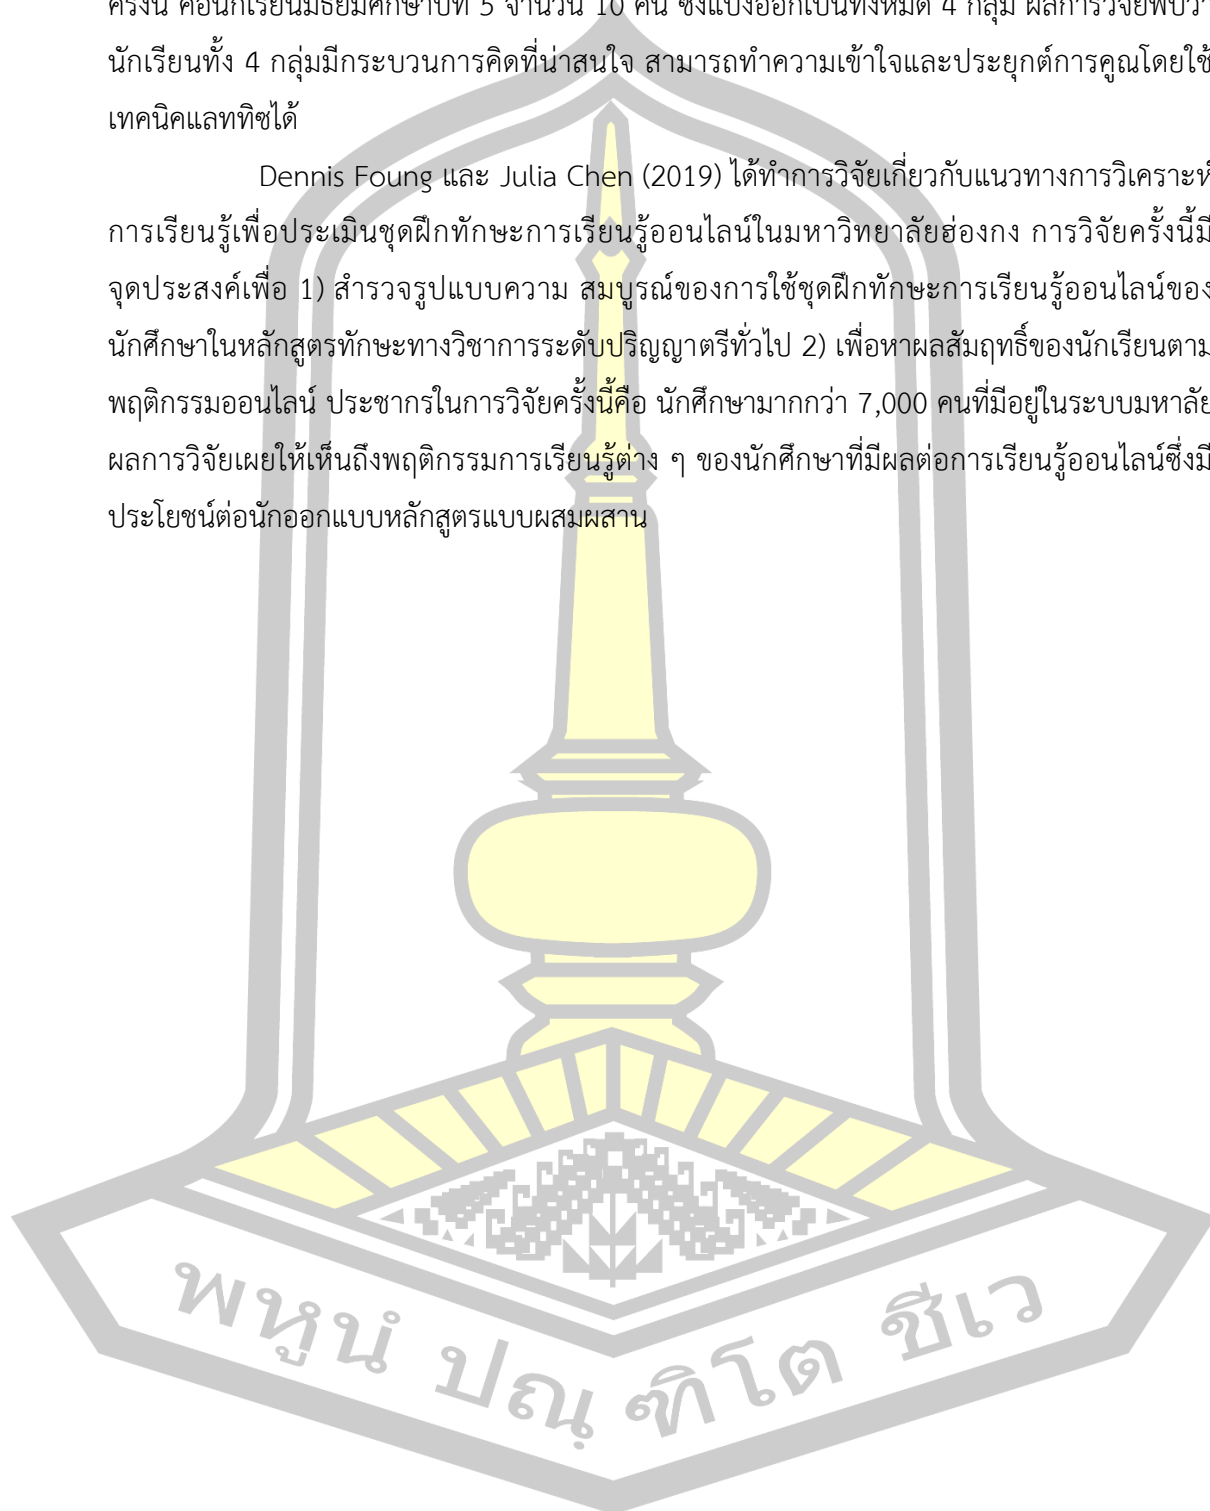 ครั้งนี้ คือนักเรียนมัธยมศึกษาปีที่ 5 จำนวน 10 คน ซึ่งแบ่งออกเป็นทั้งหมด 4 กลุ่ม ผลการวิจัยพบว่า
นักเรียนทั้ง 4 กลุ่มมีกระบวนการคิดที่น่าสนใจ สามารถทำความเข้าใจและประยุกต์การคูณโดยใช้
เทคนิคแลททิซได้
Dennis Foung และ Julia Chen (2019) ได้ทำการวิจัยเกี่ยวกับแนวทางการวิเคราะห์
การเรียนรู้เพื่อประเมินชุดฝึกทักษะการเรียนรู้ออนไลน์ในมหาวิทยาลัยฮ่องกง การวิจัยครั้งนี้มี
จุดประสงค์เพื่อ 1) สำรวจรูปแบบความ สมบูรณ์ของการใช้ชุดฝึกทักษะการเรียนรู้ออนไลน์ของ
นักศึกษาในหลักสูตรทักษะทางวิชาการระดับปริญญาตรีทั่วไป 2) เพื่อหาผลสัมฤทธิ์ของนักเรียนตาม
พฤติกรรมออนไลน์ ประชากรในการวิจัยครั้งนี้คือ นักศึกษามากกว่า 7,000 คนที่มีอยู่ในระบบมหาลัย
ผลการวิจัยเผยให้เห็นถึงพฤติกรรมการเรียนรู้ต่าง ๆ ของนักศึกษาที่มีผลต่อการเรียนรู้ออนไลน์ซึ่งมี
ประโยชน์ต่อนักออกแบบหลักสูตรแบบผสมผสาน
พหูนํ ปณฺ ฑิโต ชีเว